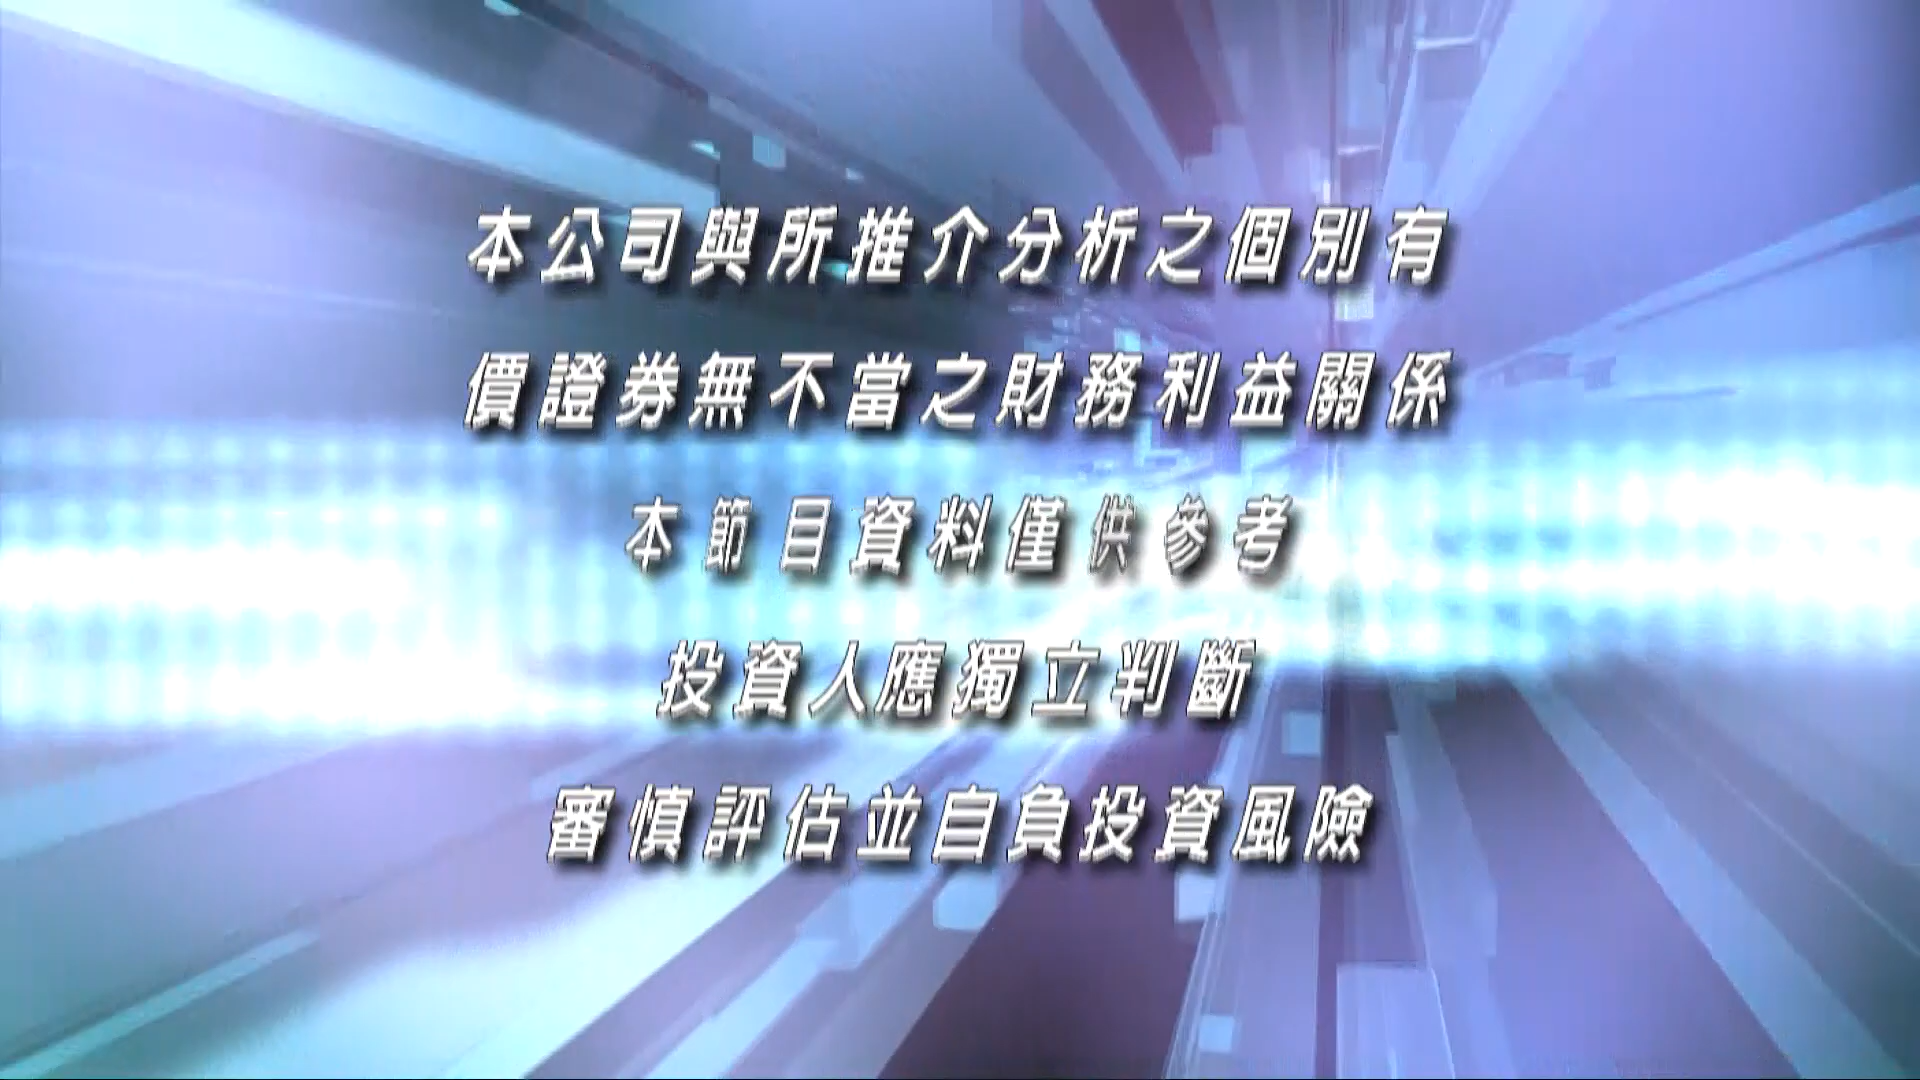 本公司與所推介分析之個別有
價證券無不當之財務利益關係
本節目資料僅供參考
投資人應獨立判斷
審慎評估並自負投資風險